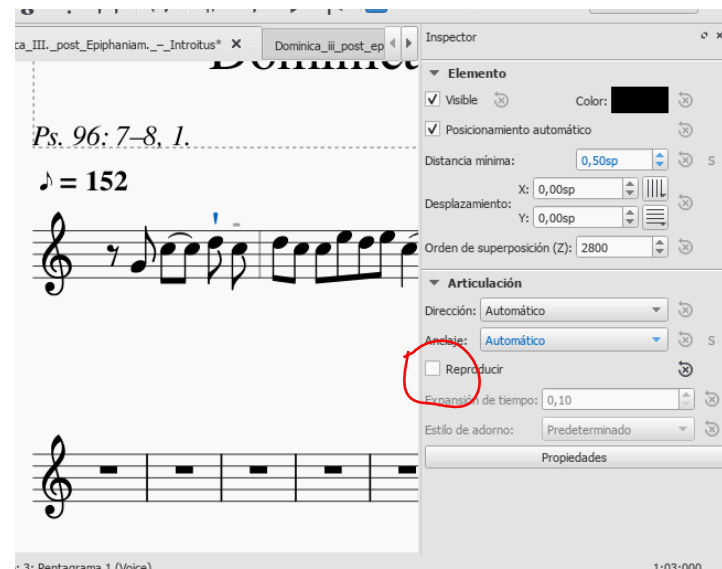 ca_III._post_Epiphaniam._–_Introitus* X
Dominica_iii_post_ep
Inspector
Dominica
Ps. 96: 7–8, 1.
♪ = 152
Elemento
Visible
Color:
Posicionamiento automático
Distancia mínima: 0,50sp S
Desplazamiento:
X: 0,00sp
Y: 0,00sp
Orden de superposición (Z): 2800
Articulación
Dirección: Automático
Anclaje: Automático S
Reproducir
Expansión de tiempo: 0,10
Estilo de adorno: Predeterminado
Propiedades
: 3; Pentagrama 1 (Voice)
1:03:000